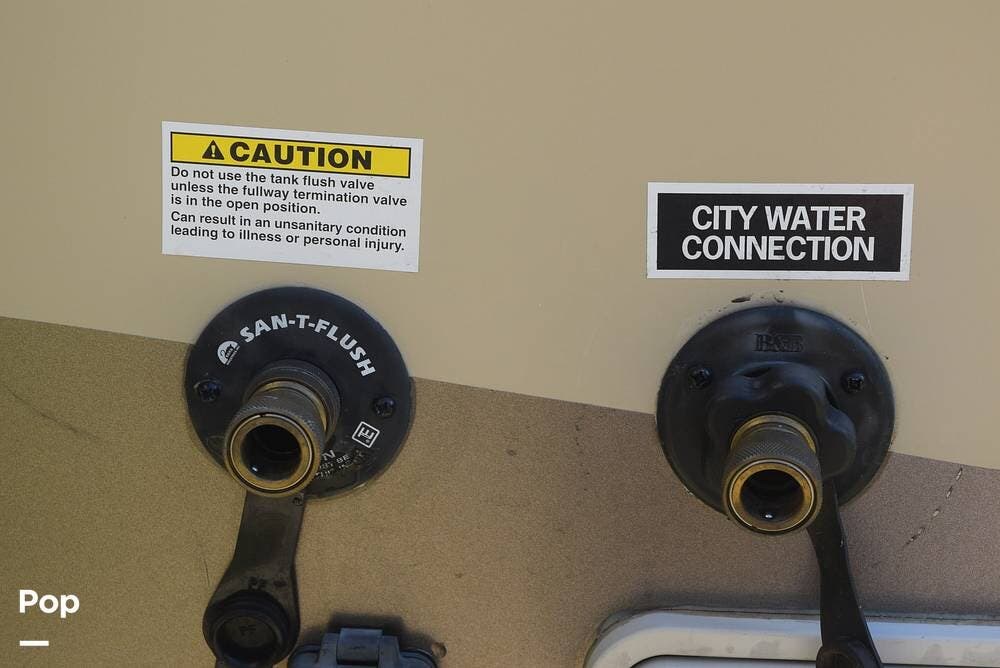 ⚠CAUTION
Do not use the tank flush valve
unless the fullway termination valve
is in the open position.
Can result in an unsanitary condition
leading to illness or personal injury.
CITY WATER
CONNECTION
SAN-T-FLUSH
B&B
Pop